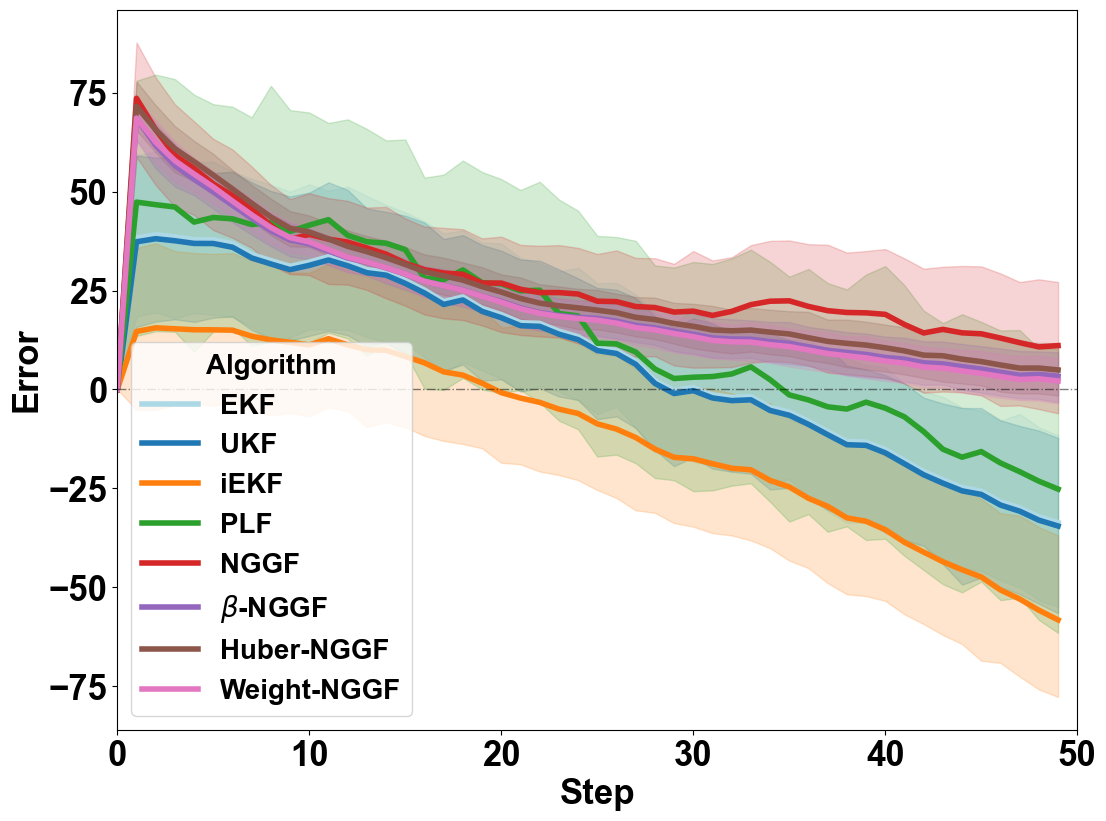 Error
75
50
25
0
−25
−50
−75
Algorithm
EKF
UKF
iEKF
PLF
NGGF
β-NGGF
Huber-NGGF
Weight-NGGF
0 10 20 30 40 50
Step